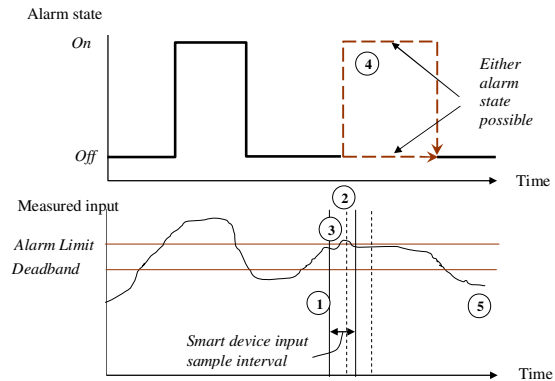 Alarm state
On
4
Either
alarm
state
possible
Off
Time
Measured input
2
Alarm Limit
3
Deadband
1
5
Smart device input
sample interval
Time